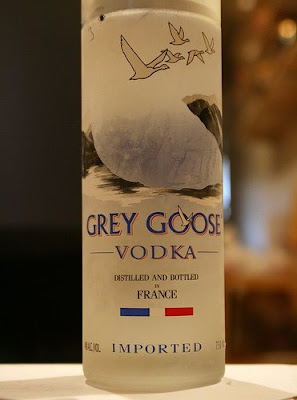 GREY GOOSE
VODKA
DISTILLED AND BOTTLED
IN
FRANCE
IMPORTED